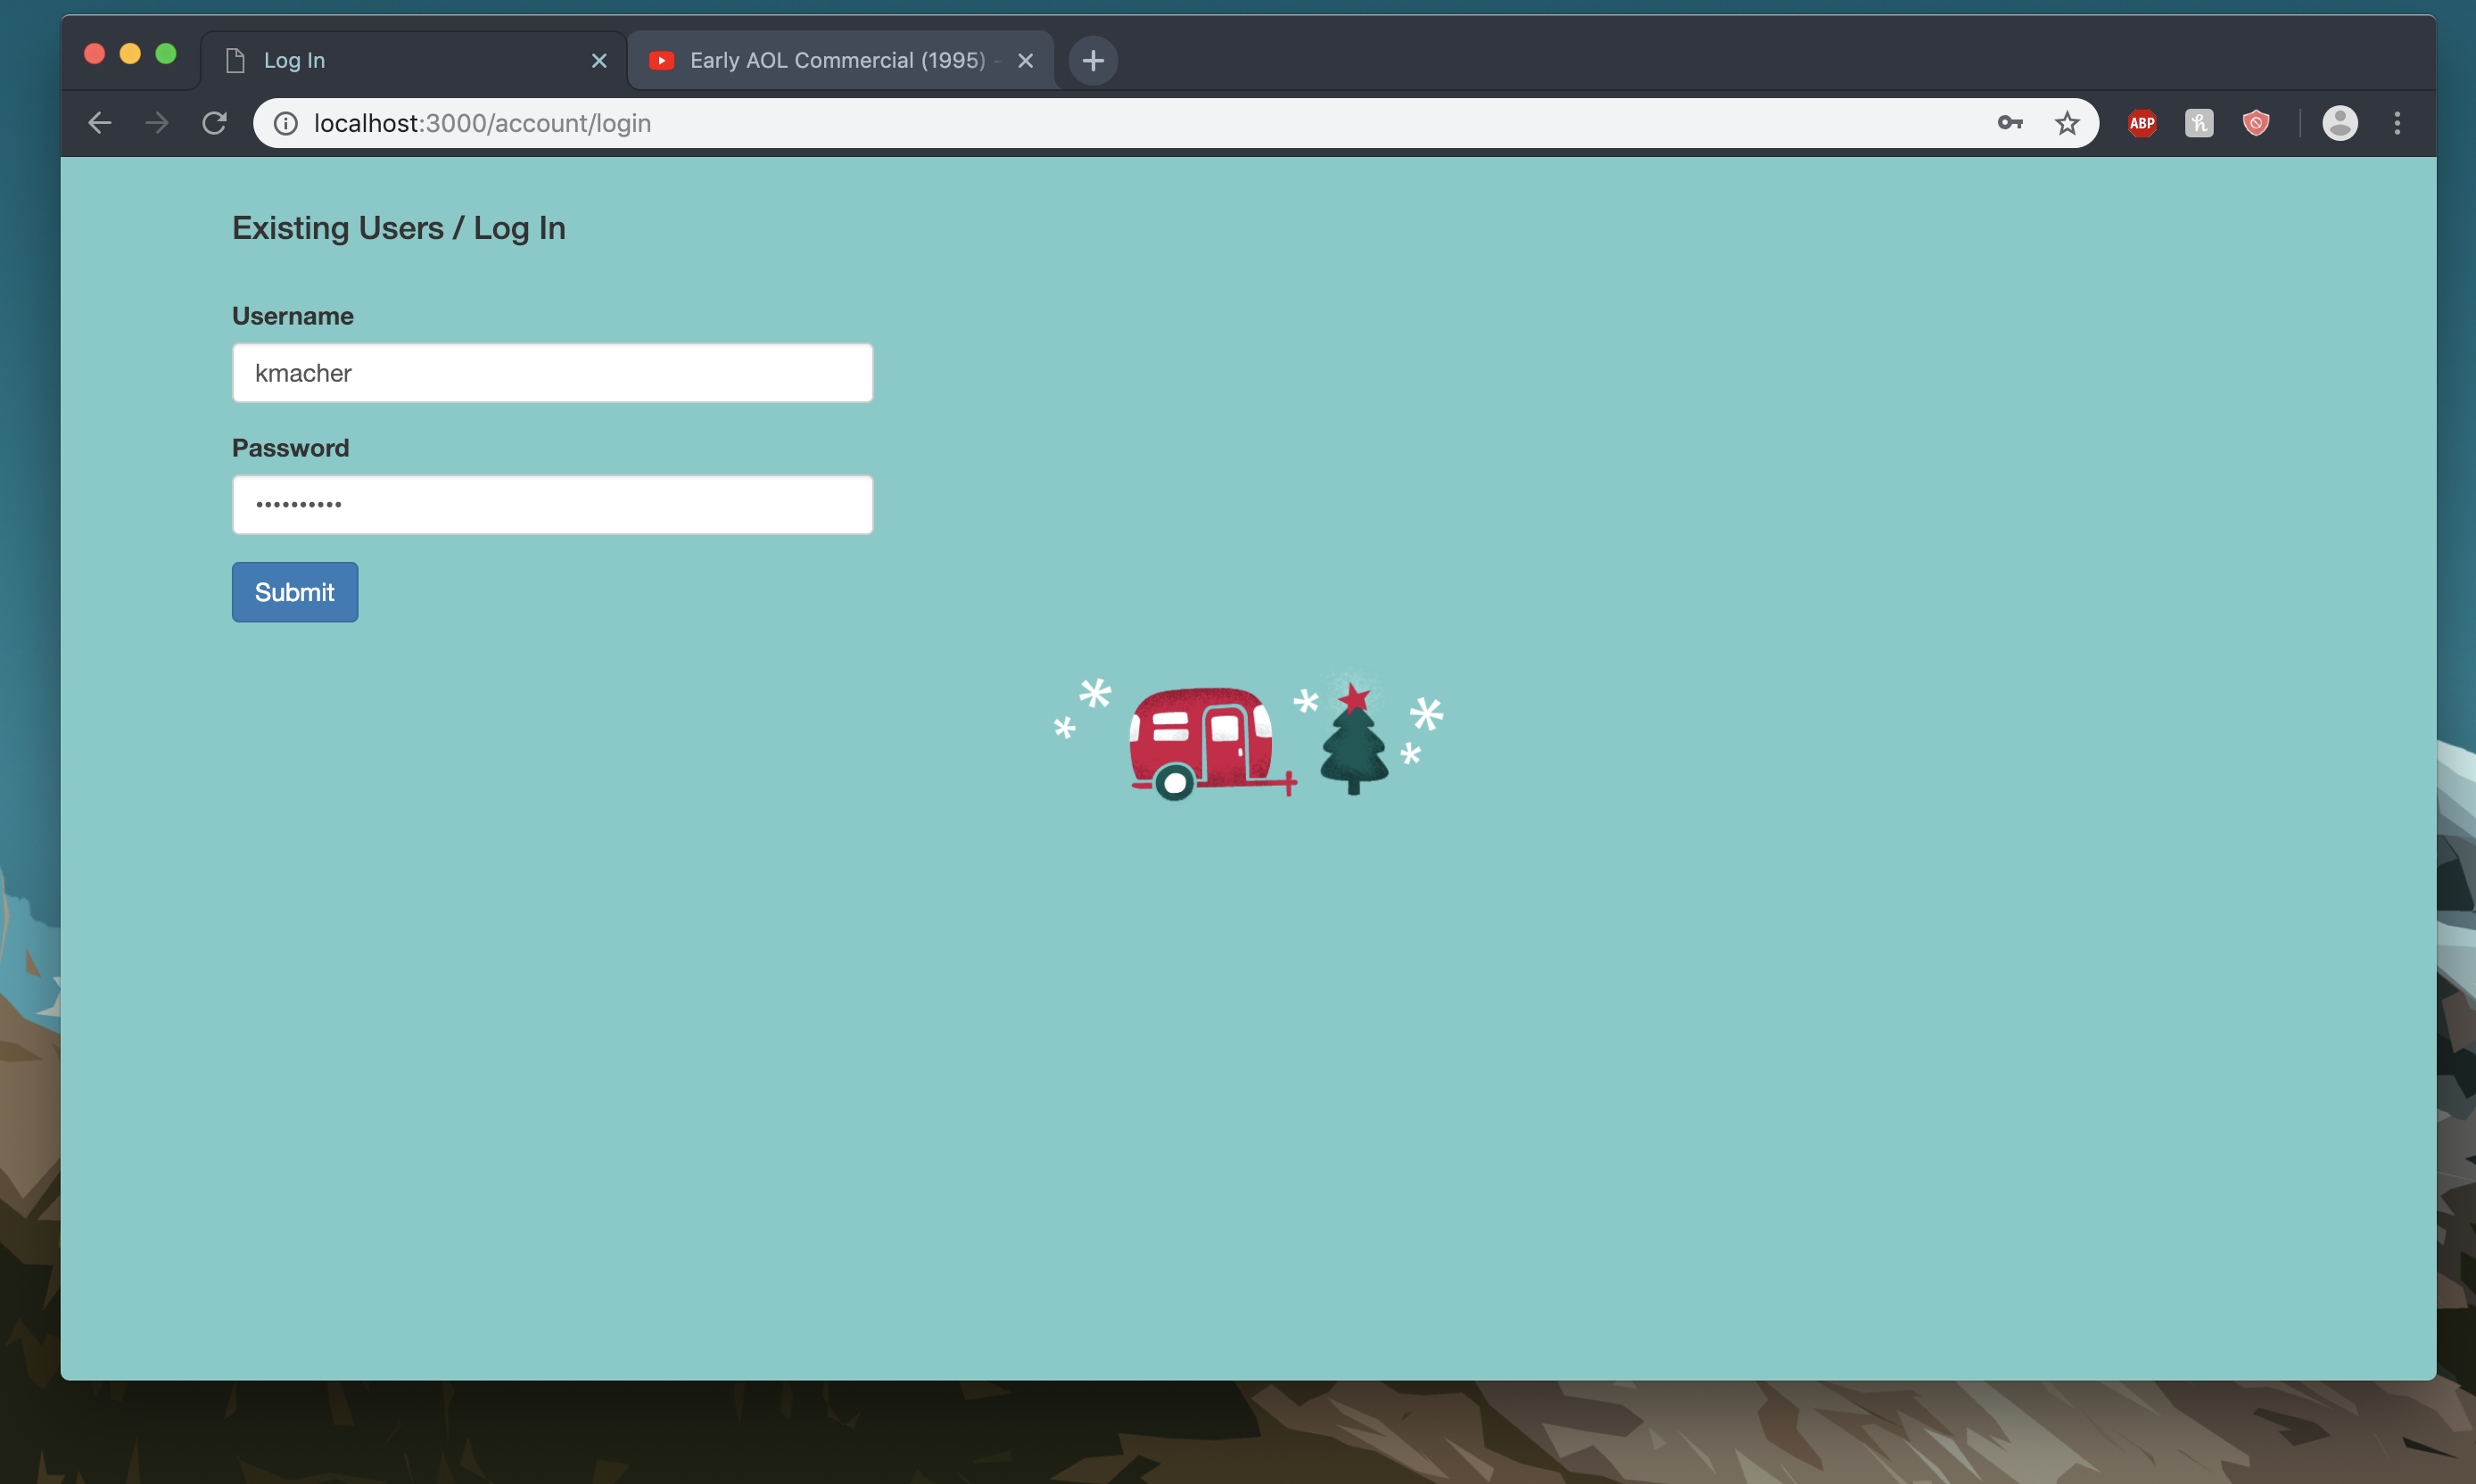 Log In
Early AOL Commercial (1995) -
localhost:3000/account/login
ABP
Existing Users / Log In
Username
kmacher
Password
••••••••••
Submit